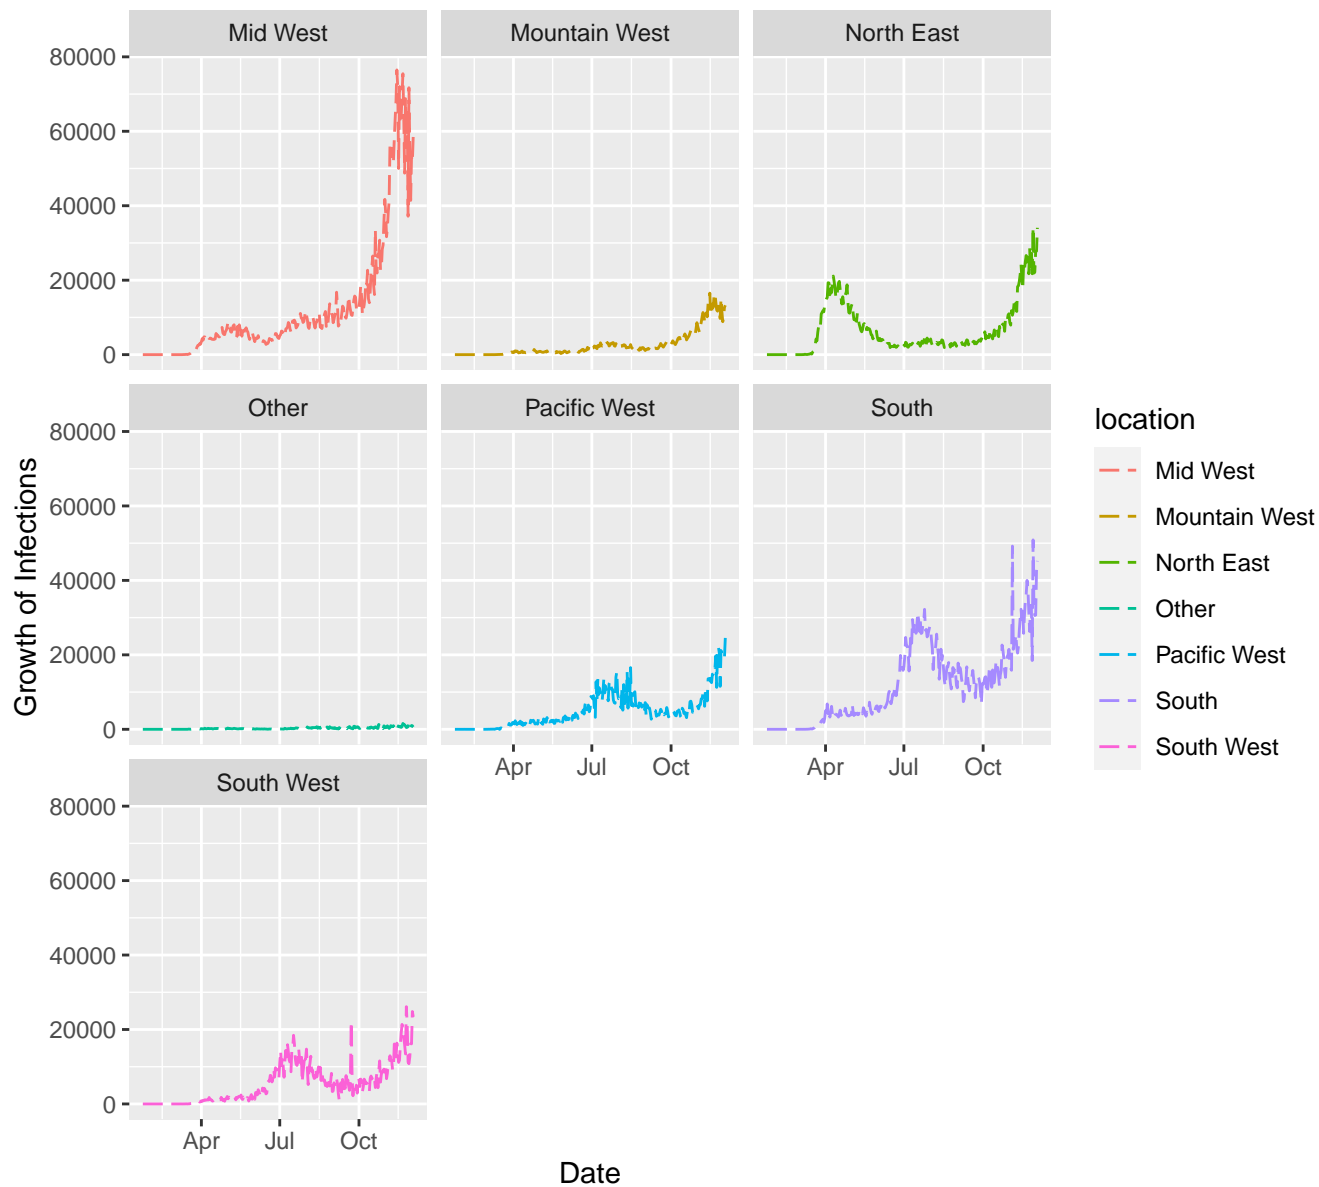 Mid West
Mountain West
North East
80000
60000
40000
20000
0
Other
Pacific West
South
80000
60000
40000
20000
0
Apr
Jul
Oct
Apr
Jul
Oct
South West
80000
60000
40000
20000
0
Apr
Jul
Oct
Growth of Infections
Date
location
Mid West
Mountain West
North East
Other
Pacific West
South
South West